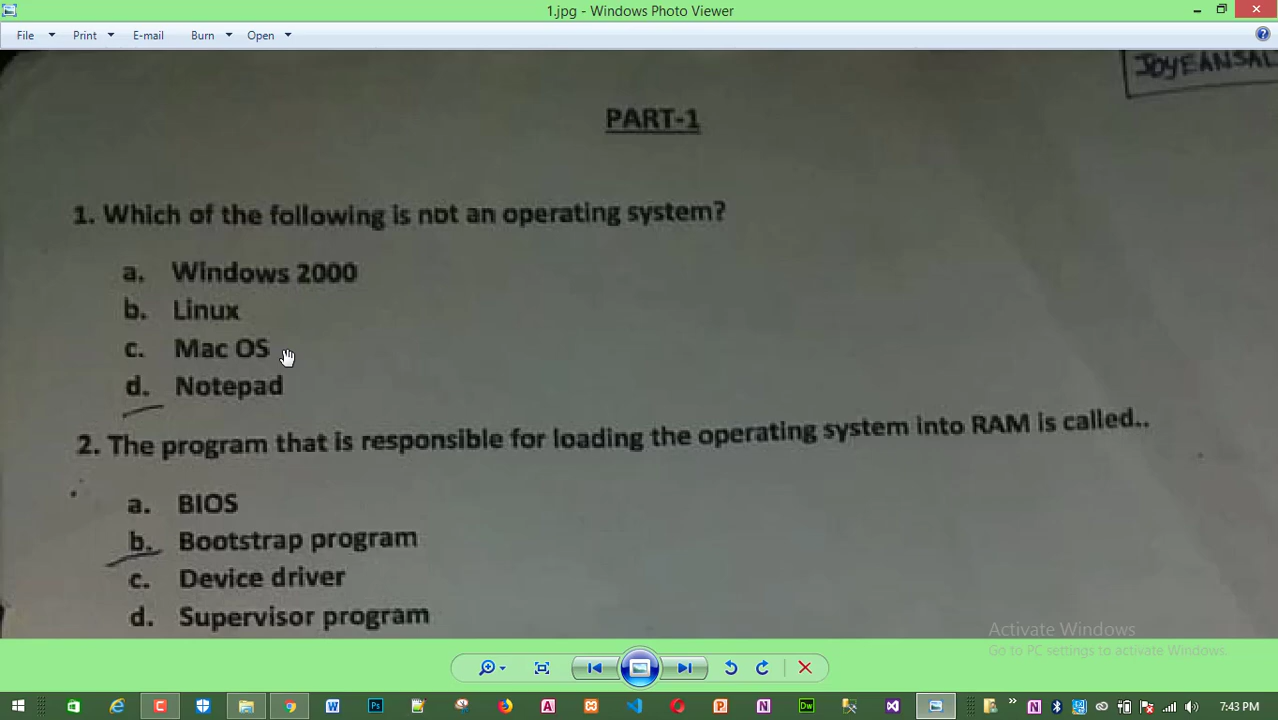 1.jpg - Windows Photo Viewer
File Print E-mail Burn Open
JOYEANSAL
PART-1
1. Which of the following is not an operating system?
a. Windows 2000
b. Linux
c. Mac OS
d. Notepad
2. The program that is responsible for loading the operating system into RAM is called..
a. BIOS
b. Bootstrap program
c. Device driver
d. Supervisor program
Activate Windows
Go to PC settings to activate Windows.
7:43 PM